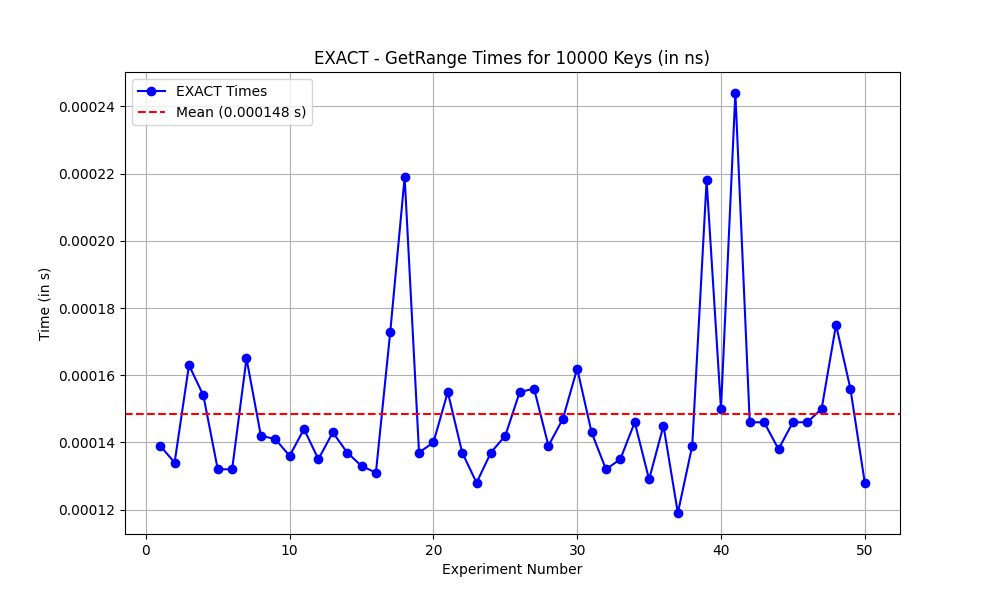 EXACT - GetRange Times for 10000 Keys (in ns)
EXACT Times
Mean (0.000148 s)
0.00024
0.00022
0.00020
0.00018
0.00016
0.00014
0.00012
Time (in s)
0 10 20 30 40 50
Experiment Number